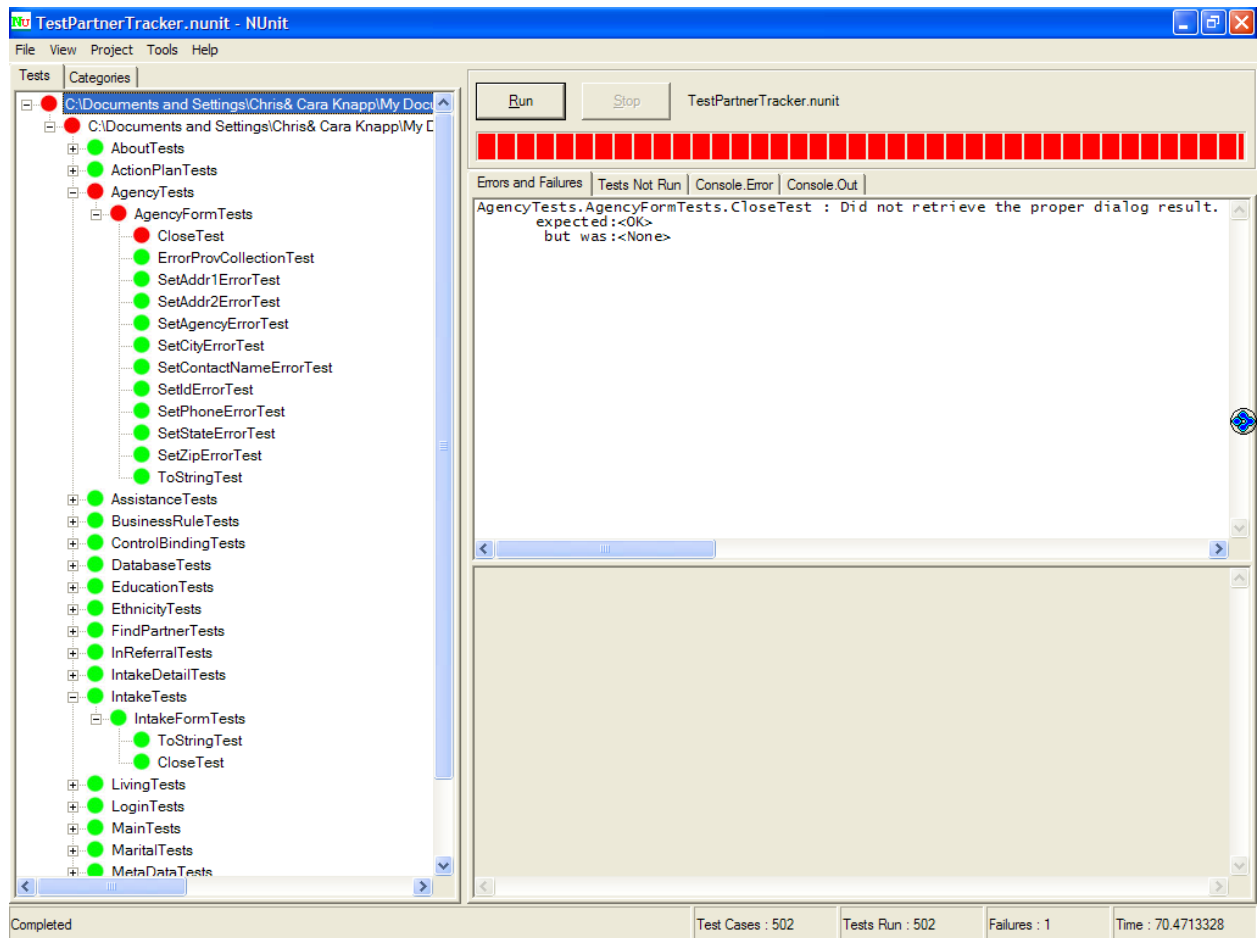 TestPartnerTracker.nunit - NUnit
File View Project Tools Help
Tests Categories
C:\Documents and Settings\Chris& Cara Knapp\My Docu
C:\Documents and Settings\Chris& Cara Knapp\My D
AboutTests
ActionPlanTests
AgencyTests
AgencyFormTests
CloseTest
ErrorProvCollectionTest
SetAddr1ErrorTest
SetAddr2ErrorTest
SetAgencyErrorTest
SetCityErrorTest
SetContactNameErrorTest
SetIdErrorTest
SetPhoneErrorTest
SetStateErrorTest
SetZipErrorTest
ToStringTest
AssistanceTests
BusinessRuleTests
ControlBindingTests
DatabaseTests
EducationTests
EthnicityTests
FindPartnerTests
InReferralTests
IntakeDetailTests
IntakeTests
IntakeFormTests
ToStringTest
CloseTest
LivingTests
LoginTests
MainTests
MaritalTests
MetaDataTests
Run Stop TestPartnerTracker.nunit
Errors and Failures Tests Not Run Console.Error Console.Out
AgencyTests.AgencyFormTests.CloseTest : Did not retrieve the proper dialog result.
expected:<OK>
but was:<None>
Completed Test Cases : 502 Tests Run : 502 Failures : 1 Time : 70.4713328